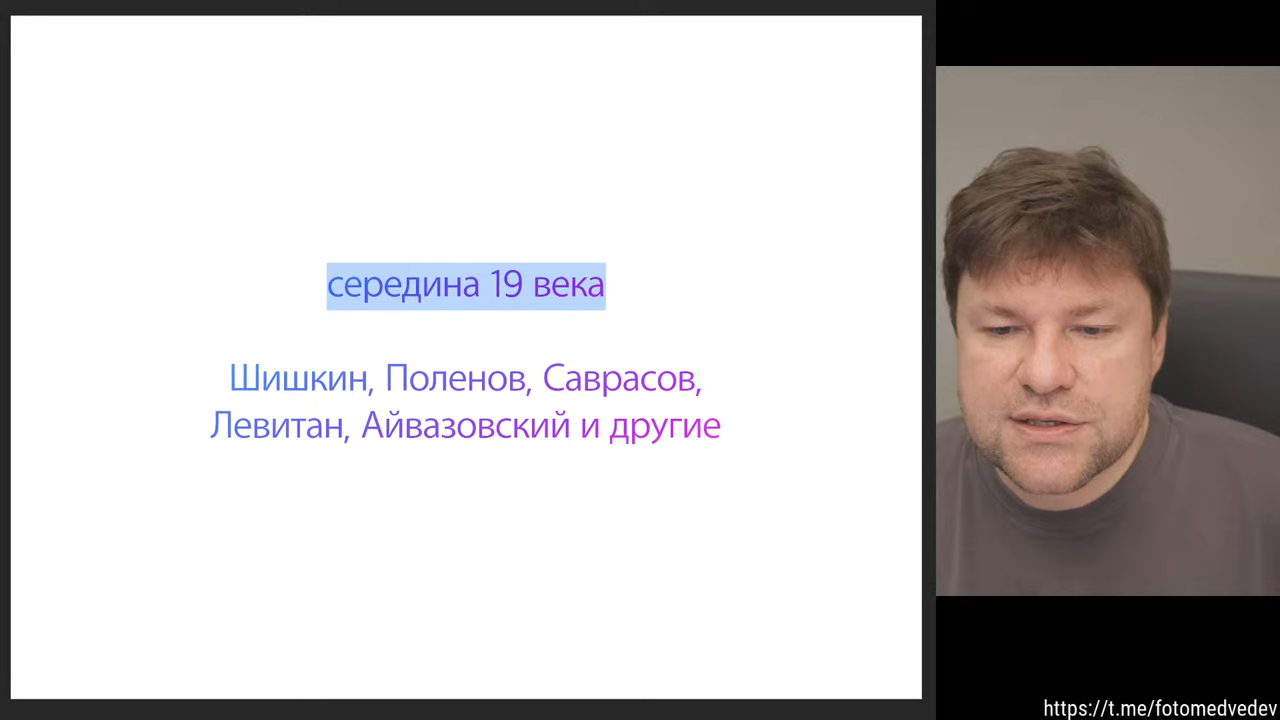 середина 19 века
Шишкин, Поленов, Саврасов,
Левитан, Айвазовский и другие
https://t.me/fotomedvedev